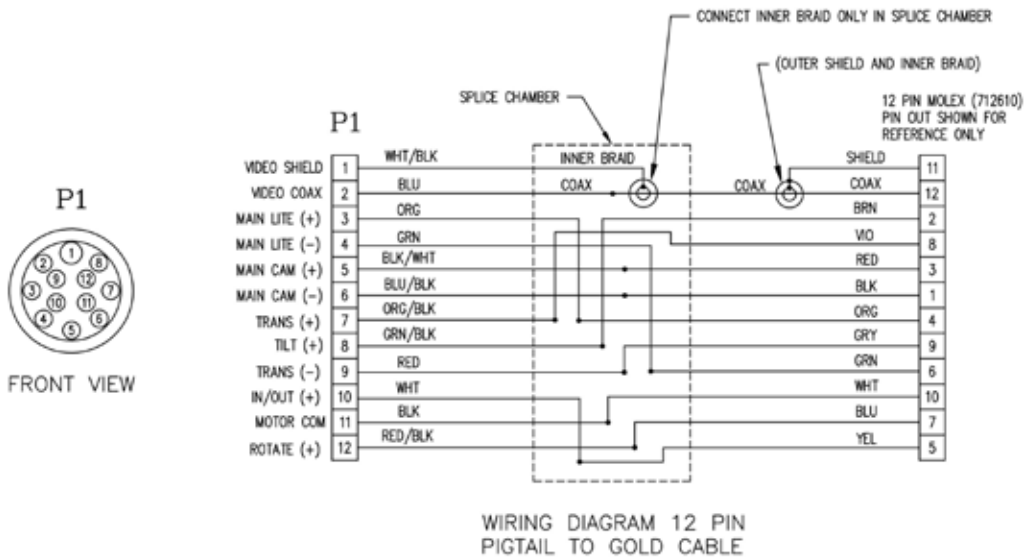 CONNECT INNER BRAID ONLY IN SPLICE CHAMBER
(OUTER SHIELD AND INNER BRAID)
SPLICE CHAMBER
12 PIN MOLEX (712610)
PIN OUT SHOWN FOR
REFERENCE ONLY
P1
VIDEO SHIELD 1 WHT/BLK INNER BRAID SHIELD 11
VIDEO COAX 2 BLU COAX COAX COAX 12
MAIN LITE (+) 3 ORG BRN 2
MAIN LITE (-) 4 GRN VIO 8
MAIN CAM (+) 5 BLK/WHT RED 3
MAIN CAM (-) 6 BLU/BLK BLK 1
TRANS (+) 7 ORG/BLK ORG 4
TILT (+) 8 GRN/BLK GRY 9
TRANS (-) 9 RED GRN 6
IN/OUT (+) 10 WHT WHT 10
MOTOR COM 11 BLK BLU 7
ROTATE (+) 12 RED/BLK YEL 5
P1
1
2 8
9 12
3 7
10 11
4 6
5
FRONT VIEW
WIRING DIAGRAM 12 PIN
PIGTAIL TO GOLD CABLE